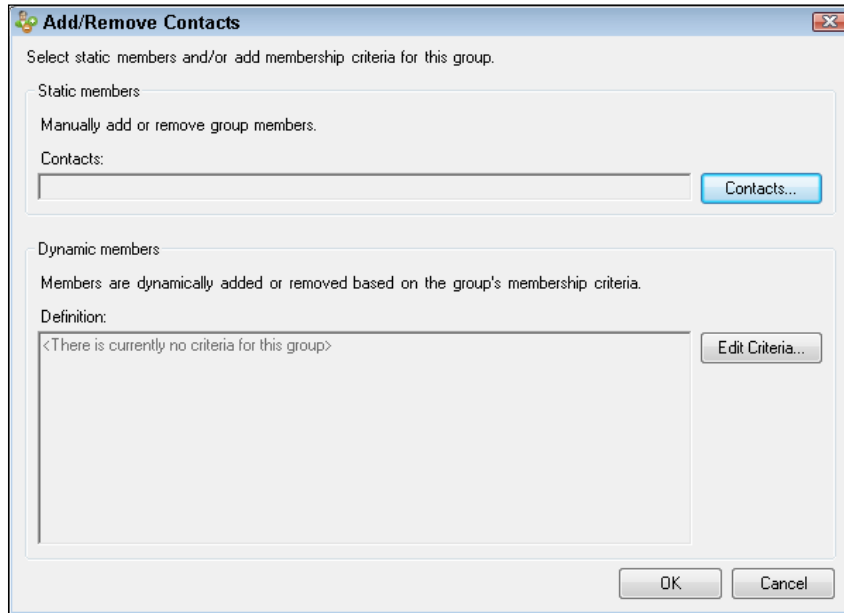 Add/Remove Contacts
Select static members and/or add membership criteria for this group.
Static members
Manually add or remove group members.
Contacts:
Contacts...
Dynamic members
Members are dynamically added or removed based on the group's membership criteria.
Definition:
<There is currently no criteria for this group>
Edit Criteria...
OK
Cancel